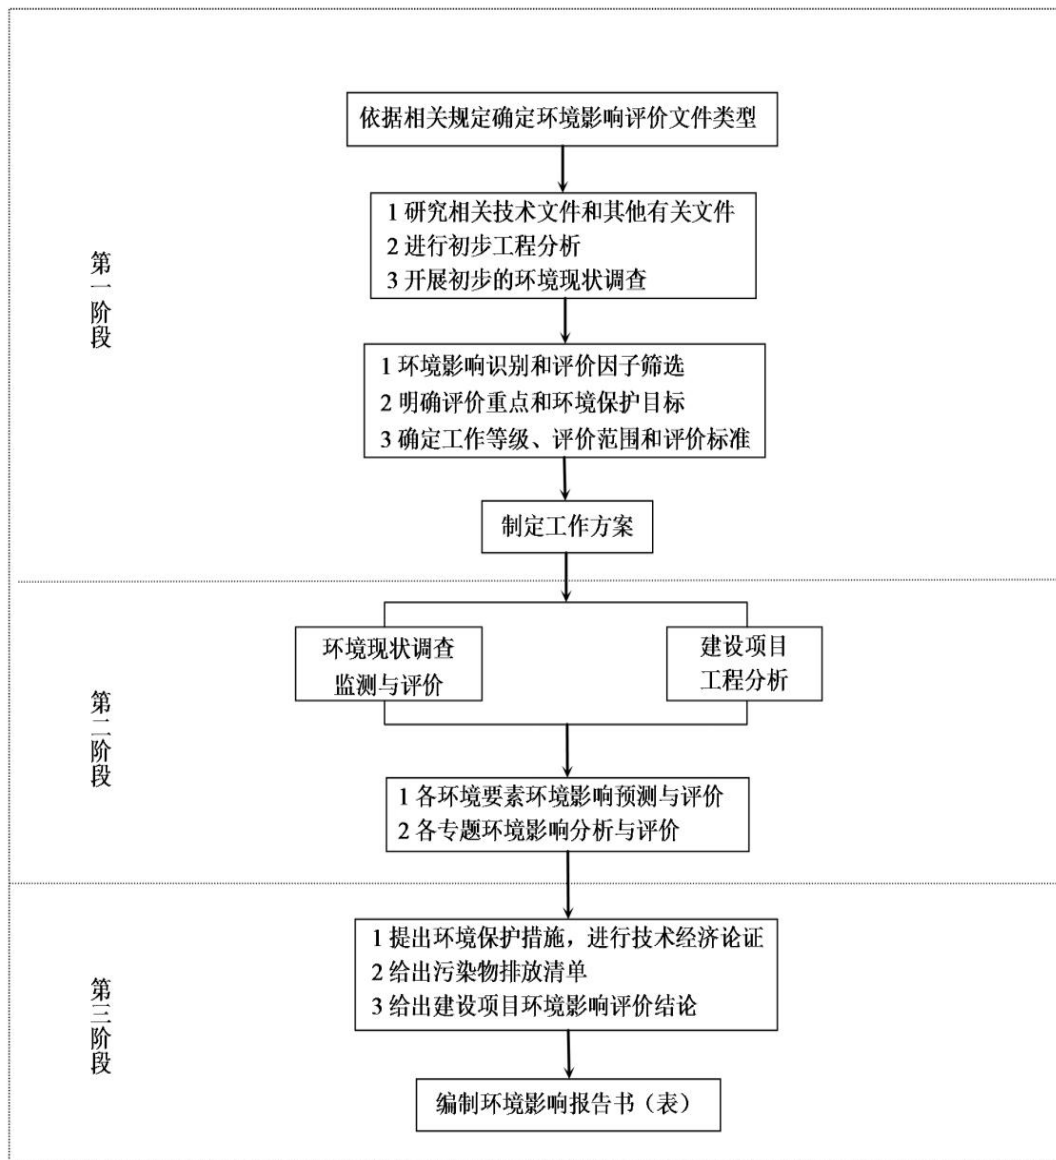 依据相关规定确定环境影响评价文件类型
第一阶段
1 研究相关技术文件和其他有关文件
2 进行初步工程分析
3 开展初步的环境现状调查
1 环境影响识别和评价因子筛选
2 明确评价重点和环境保护目标
3 确定工作等级、评价范围和评价标准
制定工作方案
第二阶段
环境现状调查
监测与评价
建设项目
工程分析
1 各环境要素环境影响预测与评价
2 各专题环境影响分析与评价
第三阶段
1 提出环境保护措施，进行技术经济论证
2 给出污染物排放清单
3 给出建设项目环境影响评价结论
编制环境影响报告书（表）